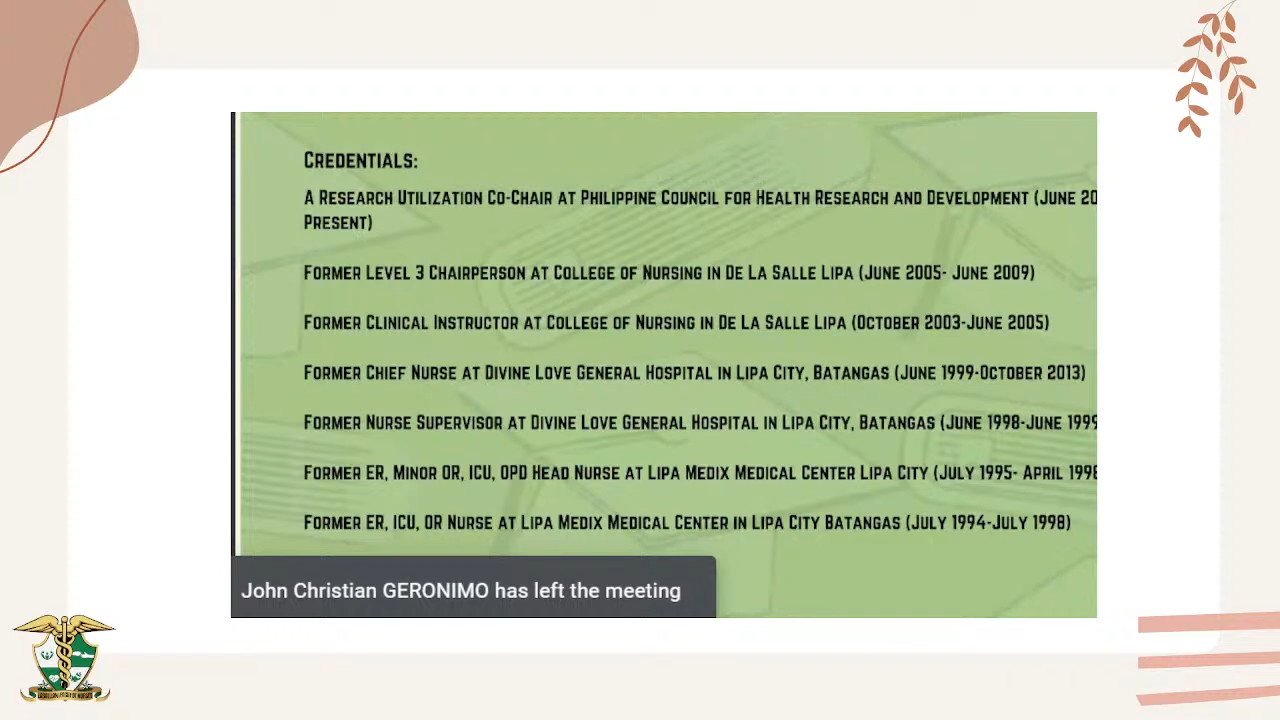 CREDENTIALS:
A RESEARCH UTILIZATION CO-CHAIR AT PHILIPPINE COUNCIL FOR HEALTH RESEARCH AND DEVELOPMENT (JUNE 20
PRESENT)
FORMER LEVEL 3 CHAIRPERSON AT COLLEGE OF NURSING IN DE LA SALLE LIPA (JUNE 2005- JUNE 2009)
FORMER CLINICAL INSTRUCTOR AT COLLEGE OF NURSING IN DE LA SALLE LIPA (OCTOBER 2003-JUNE 2005)
FORMER CHIEF NURSE AT DIVINE LOVE GENERAL HOSPITAL IN LIPA CITY, BATANGAS (JUNE 1999-OCTOBER 2013)
FORMER NURSE SUPERVISOR AT DIVINE LOVE GENERAL HOSPITAL IN LIPA CITY, BATANGAS (JUNE 1998-JUNE 1999
FORMER ER, MINOR OR, ICU, OPD HEAD NURSE AT LIPA MEDIX MEDICAL CENTER LIPA CITY (JULY 1995- APRIL 1998
FORMER ER, ICU, OR NURSE AT LIPA MEDIX MEDICAL CENTER IN LIPA CITY BATANGAS (JULY 1994-JULY 1998)
John Christian GERONIMO has left the meeting